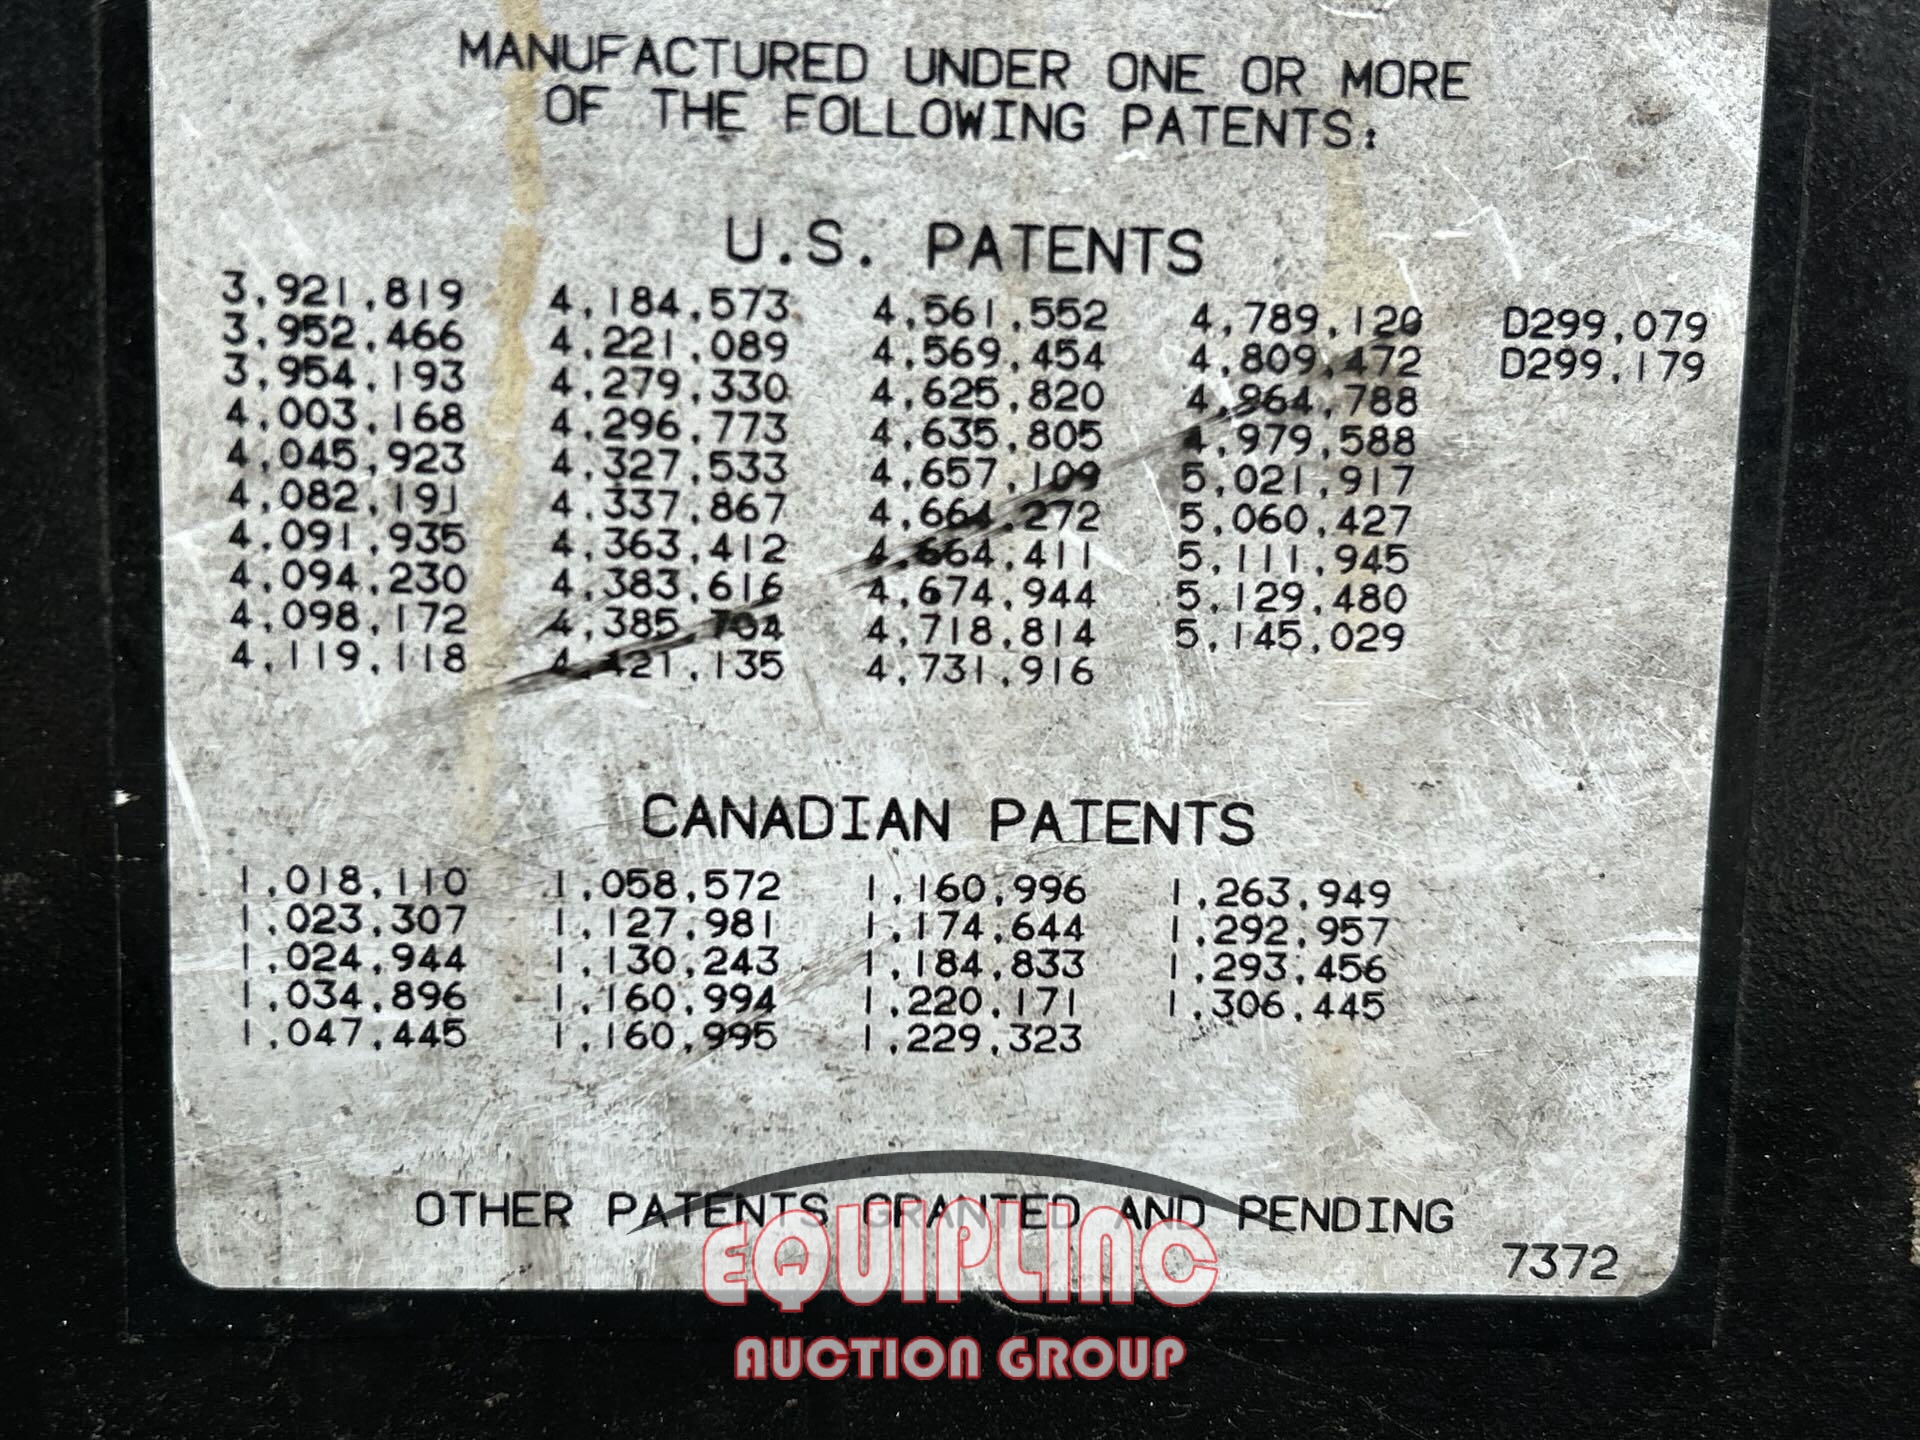 MANUFACTURED UNDER ONE OR MORE
OF THE FOLLOWING PATENTS:
U.S. PATENTS
3,921,819 4,184,573 4,561,552 4,789,120 D299,079
3,952,466 4,221,089 4,569,454 4,809,472 D299,179
3,954,193 4,279,330 4,625,820 4,964,788
4,003,168 4,296,773 4,635,805 4,979,588
4,045,923 4,327,533 4,657,109 5,021,917
4,082,191 4,337,867 4,664,272 5,060,427
4,091,935 4,363,412 4,664,411 5,111,945
4,094,230 4,383,616 4,674,944 5,129,480
4,098,172 4,385,704 4,718,814 5,145,029
4,119,118 4,421,135 4,731,916
CANADIAN PATENTS
1,018,110 1,058,572 1,160,996 1,263,949
1,023,307 1,127,981 1,174,644 1,292,957
1,024,944 1,130,243 1,184,833 1,293,456
1,034,896 1,160,994 1,220,171 1,306,445
1,047,445 1,160,995 1,229,323
OTHER PATENTS GRANTED AND PENDING
7372
EQUIPLINC
AUCTION GROUP